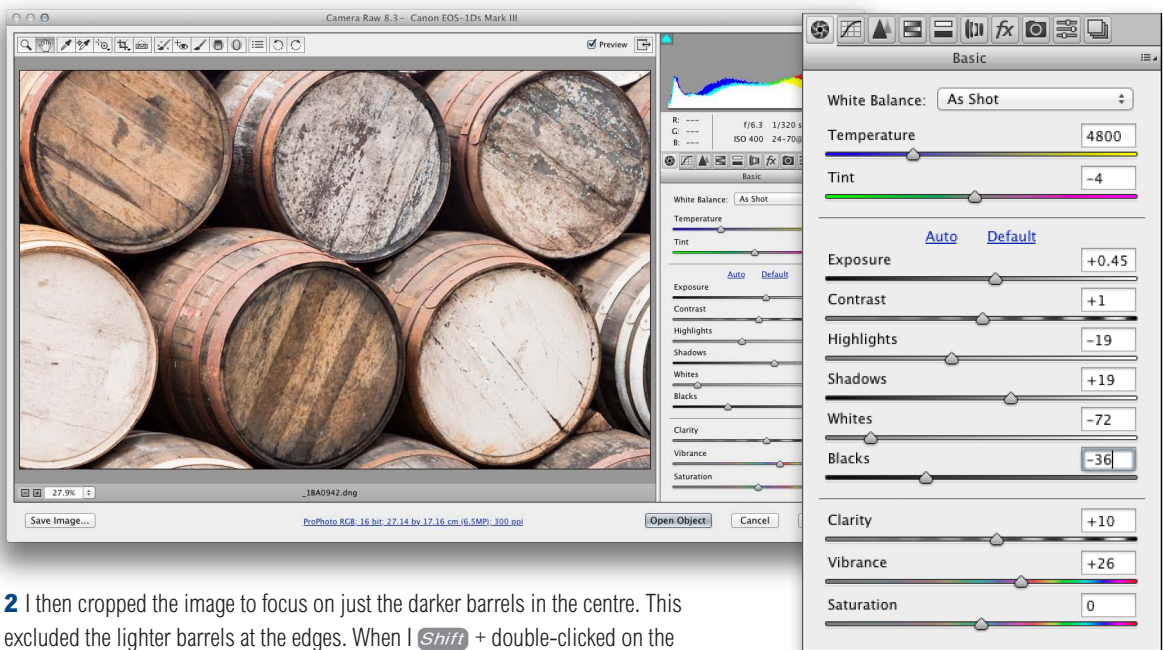 Camera Raw 8.3 – Canon EOS-1Ds Mark III
Preview
R: ---
G: ---
B: ---
f/6.3 1/320 s
ISO 400 24-70@
Basic
White Balance: As Shot
Temperature
Tint
Auto Default
Exposure
Contrast
Highlights
Shadows
Whites
Blacks
Clarity
Vibrance
Saturation
27.9%
_1BA0942.dng
Save Image...
ProPhoto RGB; 16 bit; 27.14 by 17.16 cm (6.5MP); 300 ppi
Open Object
Cancel
fx
Basic
White Balance: As Shot
Temperature 4800
Tint -4
Auto Default
Exposure +0.45
Contrast +1
Highlights -19
Shadows +19
Whites -72
Blacks -36
Clarity +10
Vibrance +26
Saturation 0
2 I then cropped the image to focus on just the darker barrels in the centre. This
excluded the lighter barrels at the edges. When I Shift + double-clicked on the